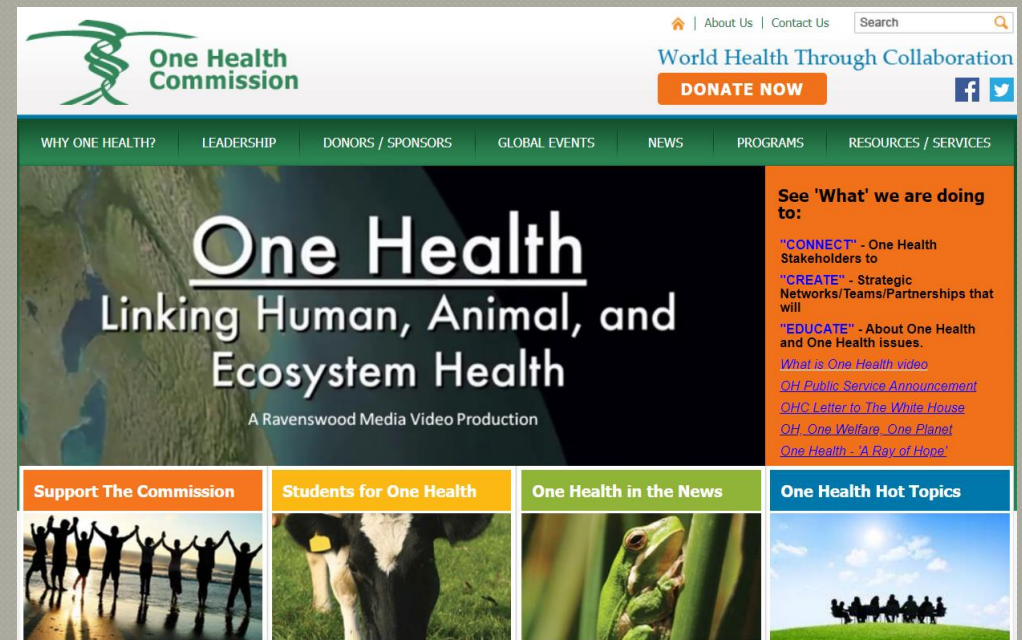 About Us | Contact Us
Search
One Health
Commission
World Health Through Collaboration
DONATE NOW
WHY ONE HEALTH?
LEADERSHIP
DONORS / SPONSORS
GLOBAL EVENTS
NEWS
PROGRAMS
RESOURCES / SERVICES
One Health
Linking Human, Animal, and
Ecosystem Health
A Ravenswood Media Video Production
See 'What' we are doing
to:
"CONNECT" - One Health
Stakeholders to
"CREATE" - Strategic
Networks/Teams/Partnerships that
will
"EDUCATE" - About One Health
and One Health issues.
What is One Health video
OH Public Service Announcement
OHC Letter to The White House
OH, One Welfare, One Planet
One Health - 'A Ray of Hope'
Support The Commission
Students for One Health
One Health in the News
One Health Hot Topics